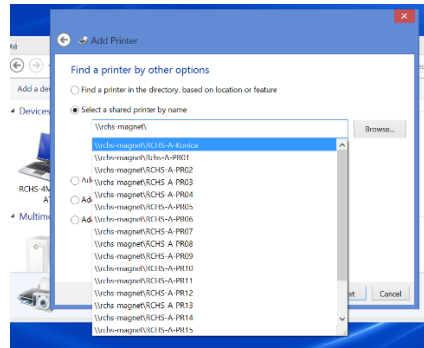 Add Printer
Find a printer by other options
Find a printer in the directory, based on location or feature
Select a shared printer by name
\\rchs-magnet\
Browse...
\\rchs-magnet\RCHS-A-Konica
\\rchs-magnet\Rchs-A-PR01
\\rchs-magnet\RCHS-A-PR02
\\rchs-magnet\RCHS-A-PR03
\\rchs-magnet\RCHS-A-PR04
\\rchs-magnet\RCHS-A-PR05
\\rchs-magnet\RCHS-A-PR06
\\rchs-magnet\RCHS-A-PR07
\\rchs-magnet\RCHS-A-PR08
\\rchs-magnet\RCHS-A-PR09
\\rchs-magnet\RCHS-A-PR10
\\rchs-magnet\RCHS-A-PR11
\\rchs-magnet\RCHS-A-PR12
\\rchs-magnet\RCHS-A-PR13
\\rchs-magnet\RCHS-A-PR14
\\rchs-magnet\RCHS-A-PR15
Cancel
Add a de
Devices
RCHS-4
Multim